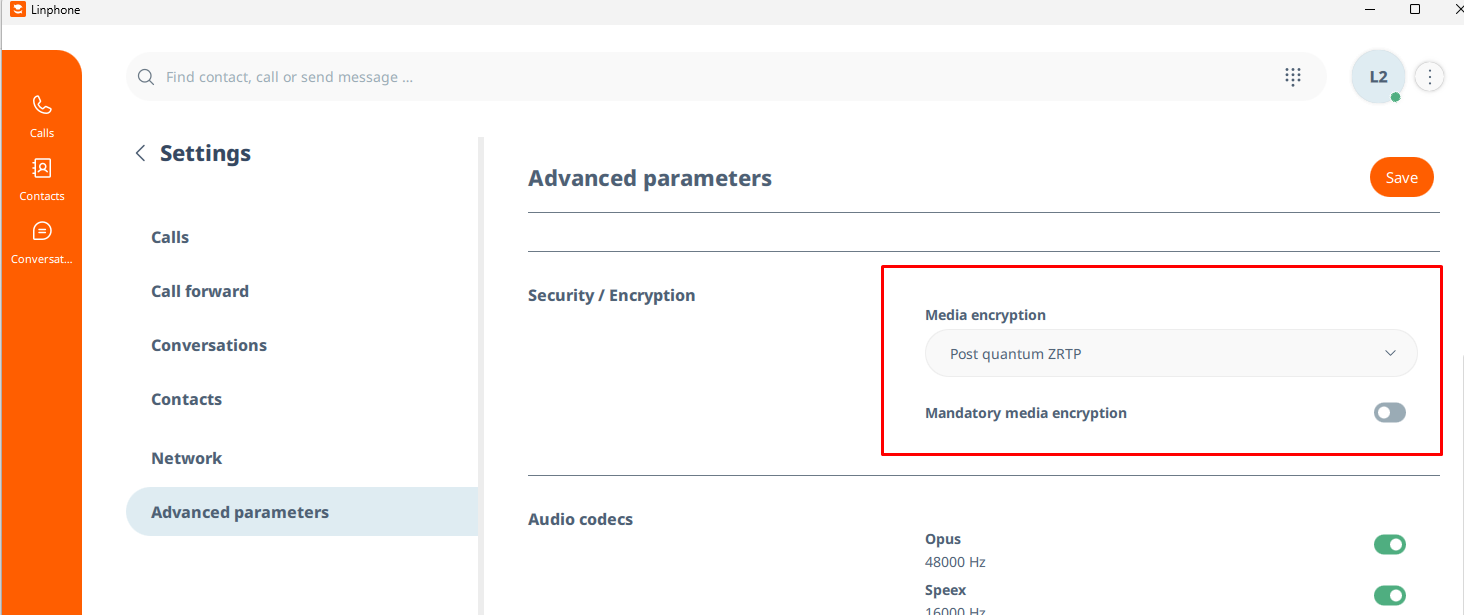 Linphone
Find contact, call or send message ...
L2
Calls
Contacts
Conversat...
Settings
Calls
Call forward
Conversations
Contacts
Network
Advanced parameters
Advanced parameters
Save
Security / Encryption
Media encryption
Post quantum ZRTP
Mandatory media encryption
Audio codecs
Opus
48000 Hz
Speex
16000 Hz